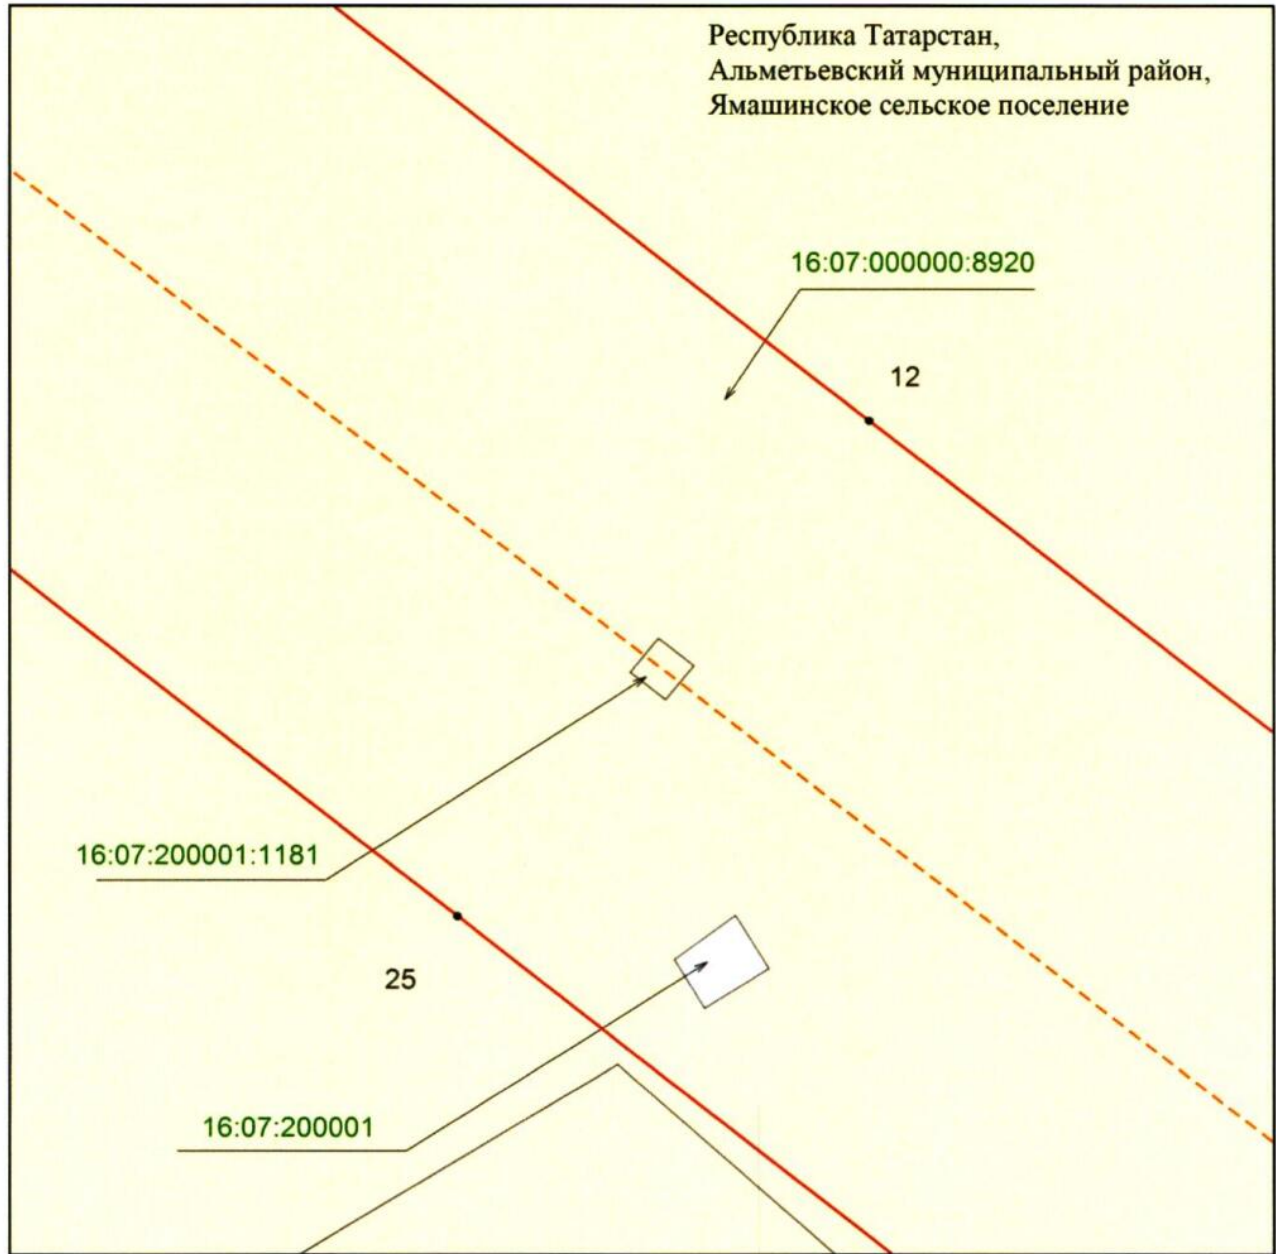 Республика Татарстан,
Альметьевский муниципальный район,
Ямашинское сельское поселение
16:07:000000:8920
12
16:07:200001:1181
25
16:07:200001